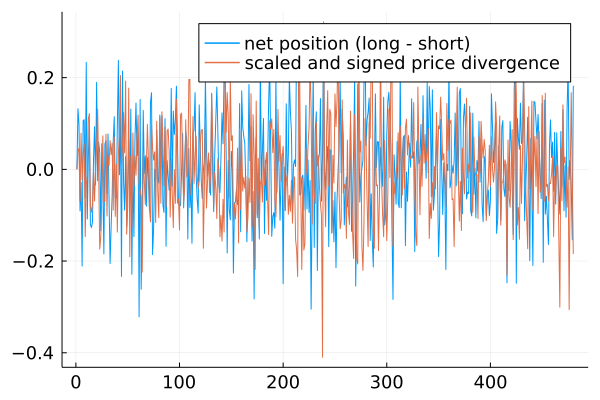 net position (long - short)
scaled and signed price divergence
0.2
0.0
−0.2
−0.4
0 100 200 300 400